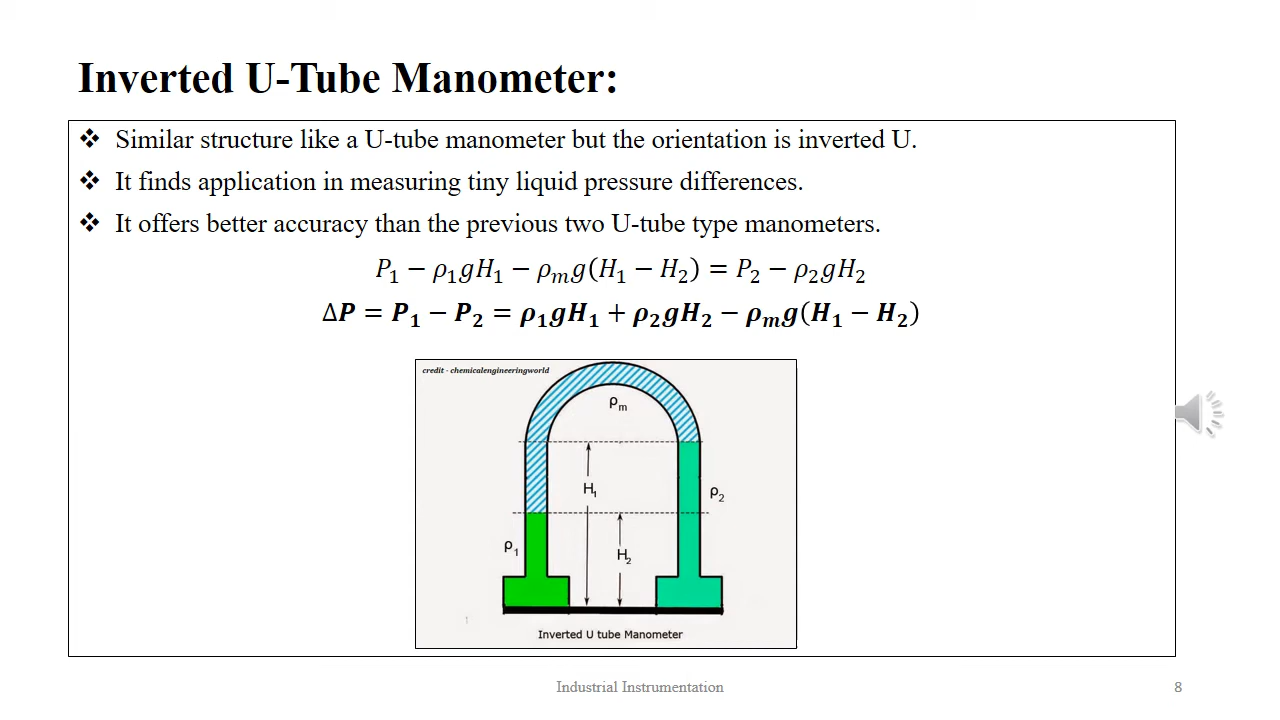 Inverted U-Tube Manometer:
❖ Similar structure like a U-tube manometer but the orientation is inverted U.
❖ It finds application in measuring tiny liquid pressure differences.
❖ It offers better accuracy than the previous two U-tube type manometers.
P₁ − ρ₁gH₁ − ρₘg(H₁ − H₂) = P₂ − ρ₂gH₂
ΔP = P₁ − P₂ = ρ₁gH₁ + ρ₂gH₂ − ρₘg(H₁ − H₂)
credit - chemicalengineeringworld
ρₘ
H₁
ρ₂
ρ₁
H₂
Inverted U tube Manometer
Industrial Instrumentation
8